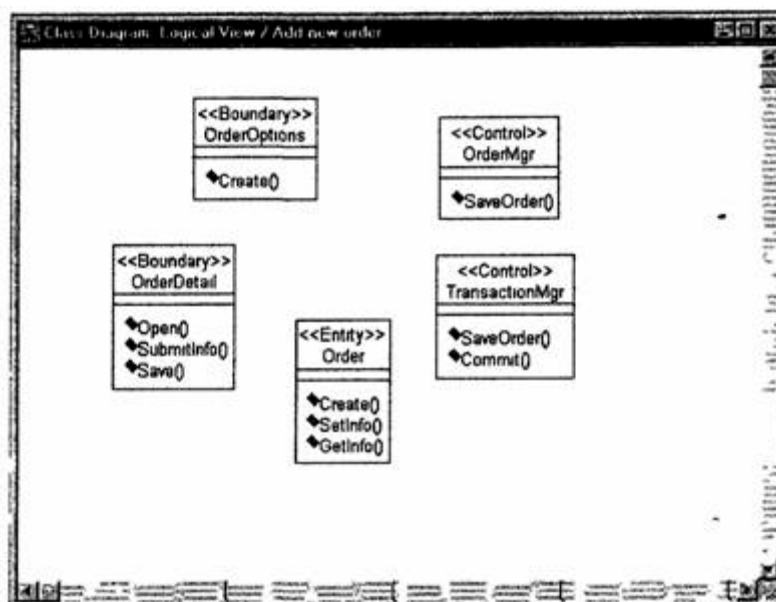 Class Diagram: Logical View / Add new order
<<Boundary>>
OrderOptions
Create()
<<Control>>
OrderMgr
SaveOrder()
<<Boundary>>
OrderDetail
Open()
SubmitInfo()
Save()
<<Control>>
TransactionMgr
SaveOrder()
Commit()
<<Entity>>
Order
Create()
SetInfo()
GetInfo()